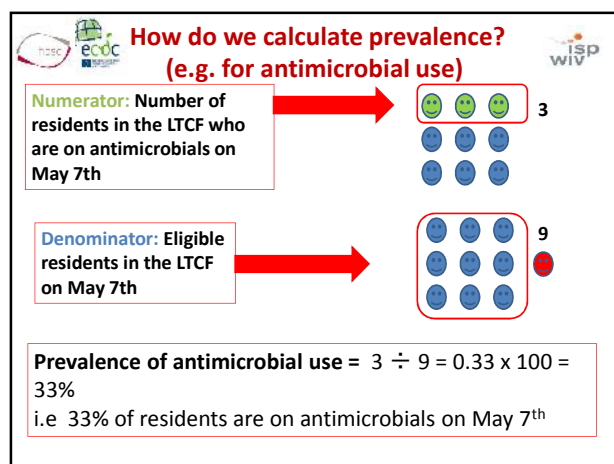 hpsc
ecdc
How do we calculate prevalence?
(e.g. for antimicrobial use)
isp
wiv
Numerator: Number of
residents in the LTCF who
are on antimicrobials on
May 7th
3
Denominator: Eligible
residents in the LTCF
on May 7th
9
Prevalence of antimicrobial use = 3 ÷ 9 = 0.33 x 100 =
33%
i.e 33% of residents are on antimicrobials on May 7th